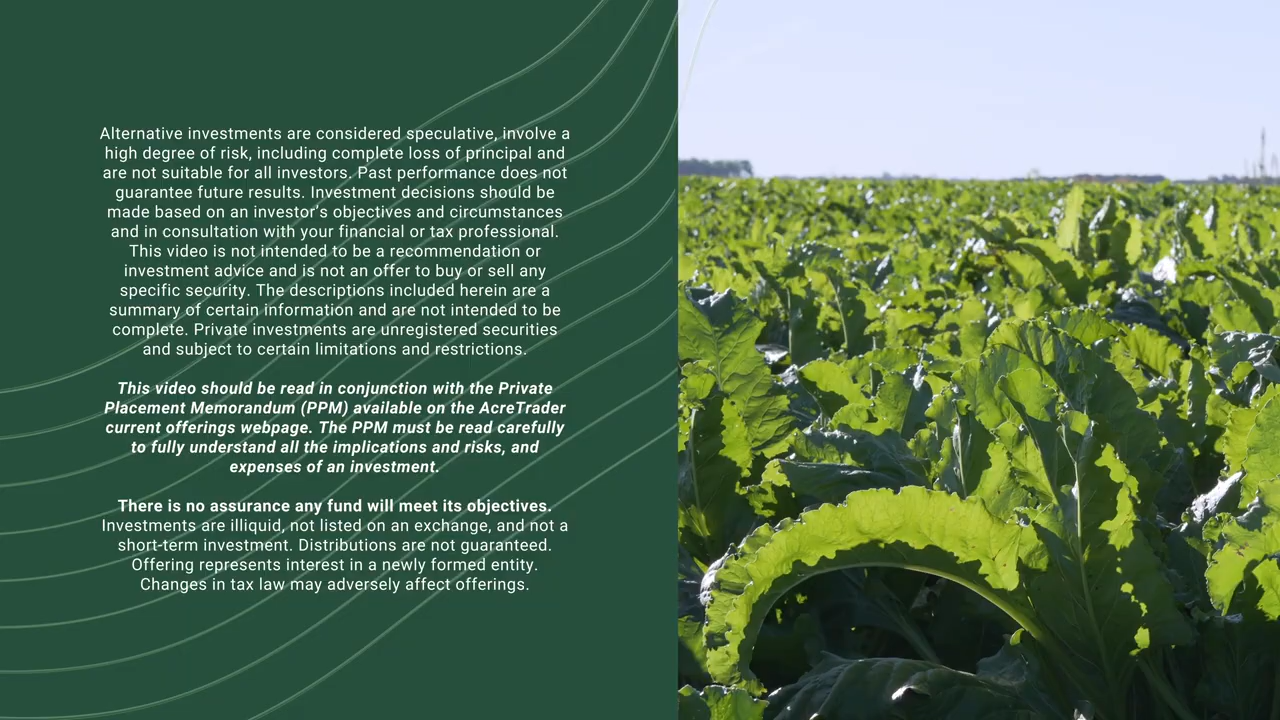 Alternative investments are considered speculative, involve a
high degree of risk, including complete loss of principal and
are not suitable for all investors. Past performance does not
guarantee future results. Investment decisions should be
made based on an investor's objectives and circumstances
and in consultation with your financial or tax professional.
This video is not intended to be a recommendation or
investment advice and is not an offer to buy or sell any
specific security. The descriptions included herein are a
summary of certain information and are not intended to be
complete. Private investments are unregistered securities
and subject to certain limitations and restrictions.
This video should be read in conjunction with the Private
Placement Memorandum (PPM) available on the AcreTrader
current offerings webpage. The PPM must be read carefully
to fully understand all the implications and risks, and
expenses of an investment.
There is no assurance any fund will meet its objectives.
Investments are illiquid, not listed on an exchange, and not a
short-term investment. Distributions are not guaranteed.
Offering represents interest in a newly formed entity.
Changes in tax law may adversely affect offerings.